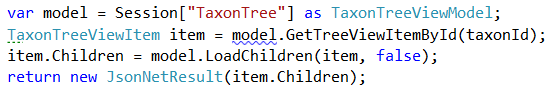 var model = Session["TaxonTree"] as TaxonTreeViewModel;
TaxonTreeViewItem item = model.GetTreeViewItemById(taxonId);
item.Children = model.LoadChildren(item, false);
return new JsonNetResult(item.Children);